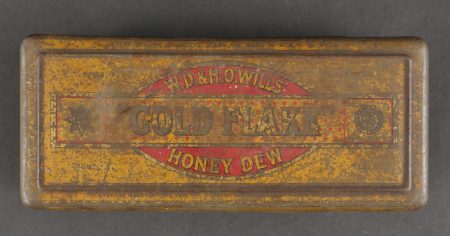 W.D & H.O. WILLS'
"GOLD FLAKE"
HONEY DEW